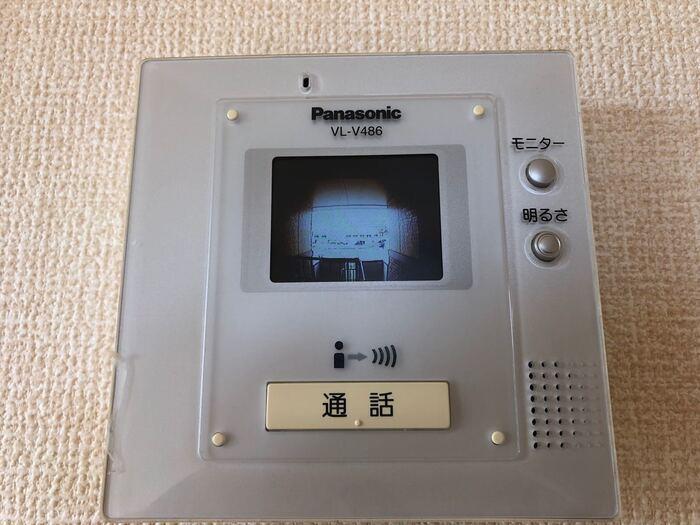 Panasonic
VL-V486
モニター
明るさ
通話